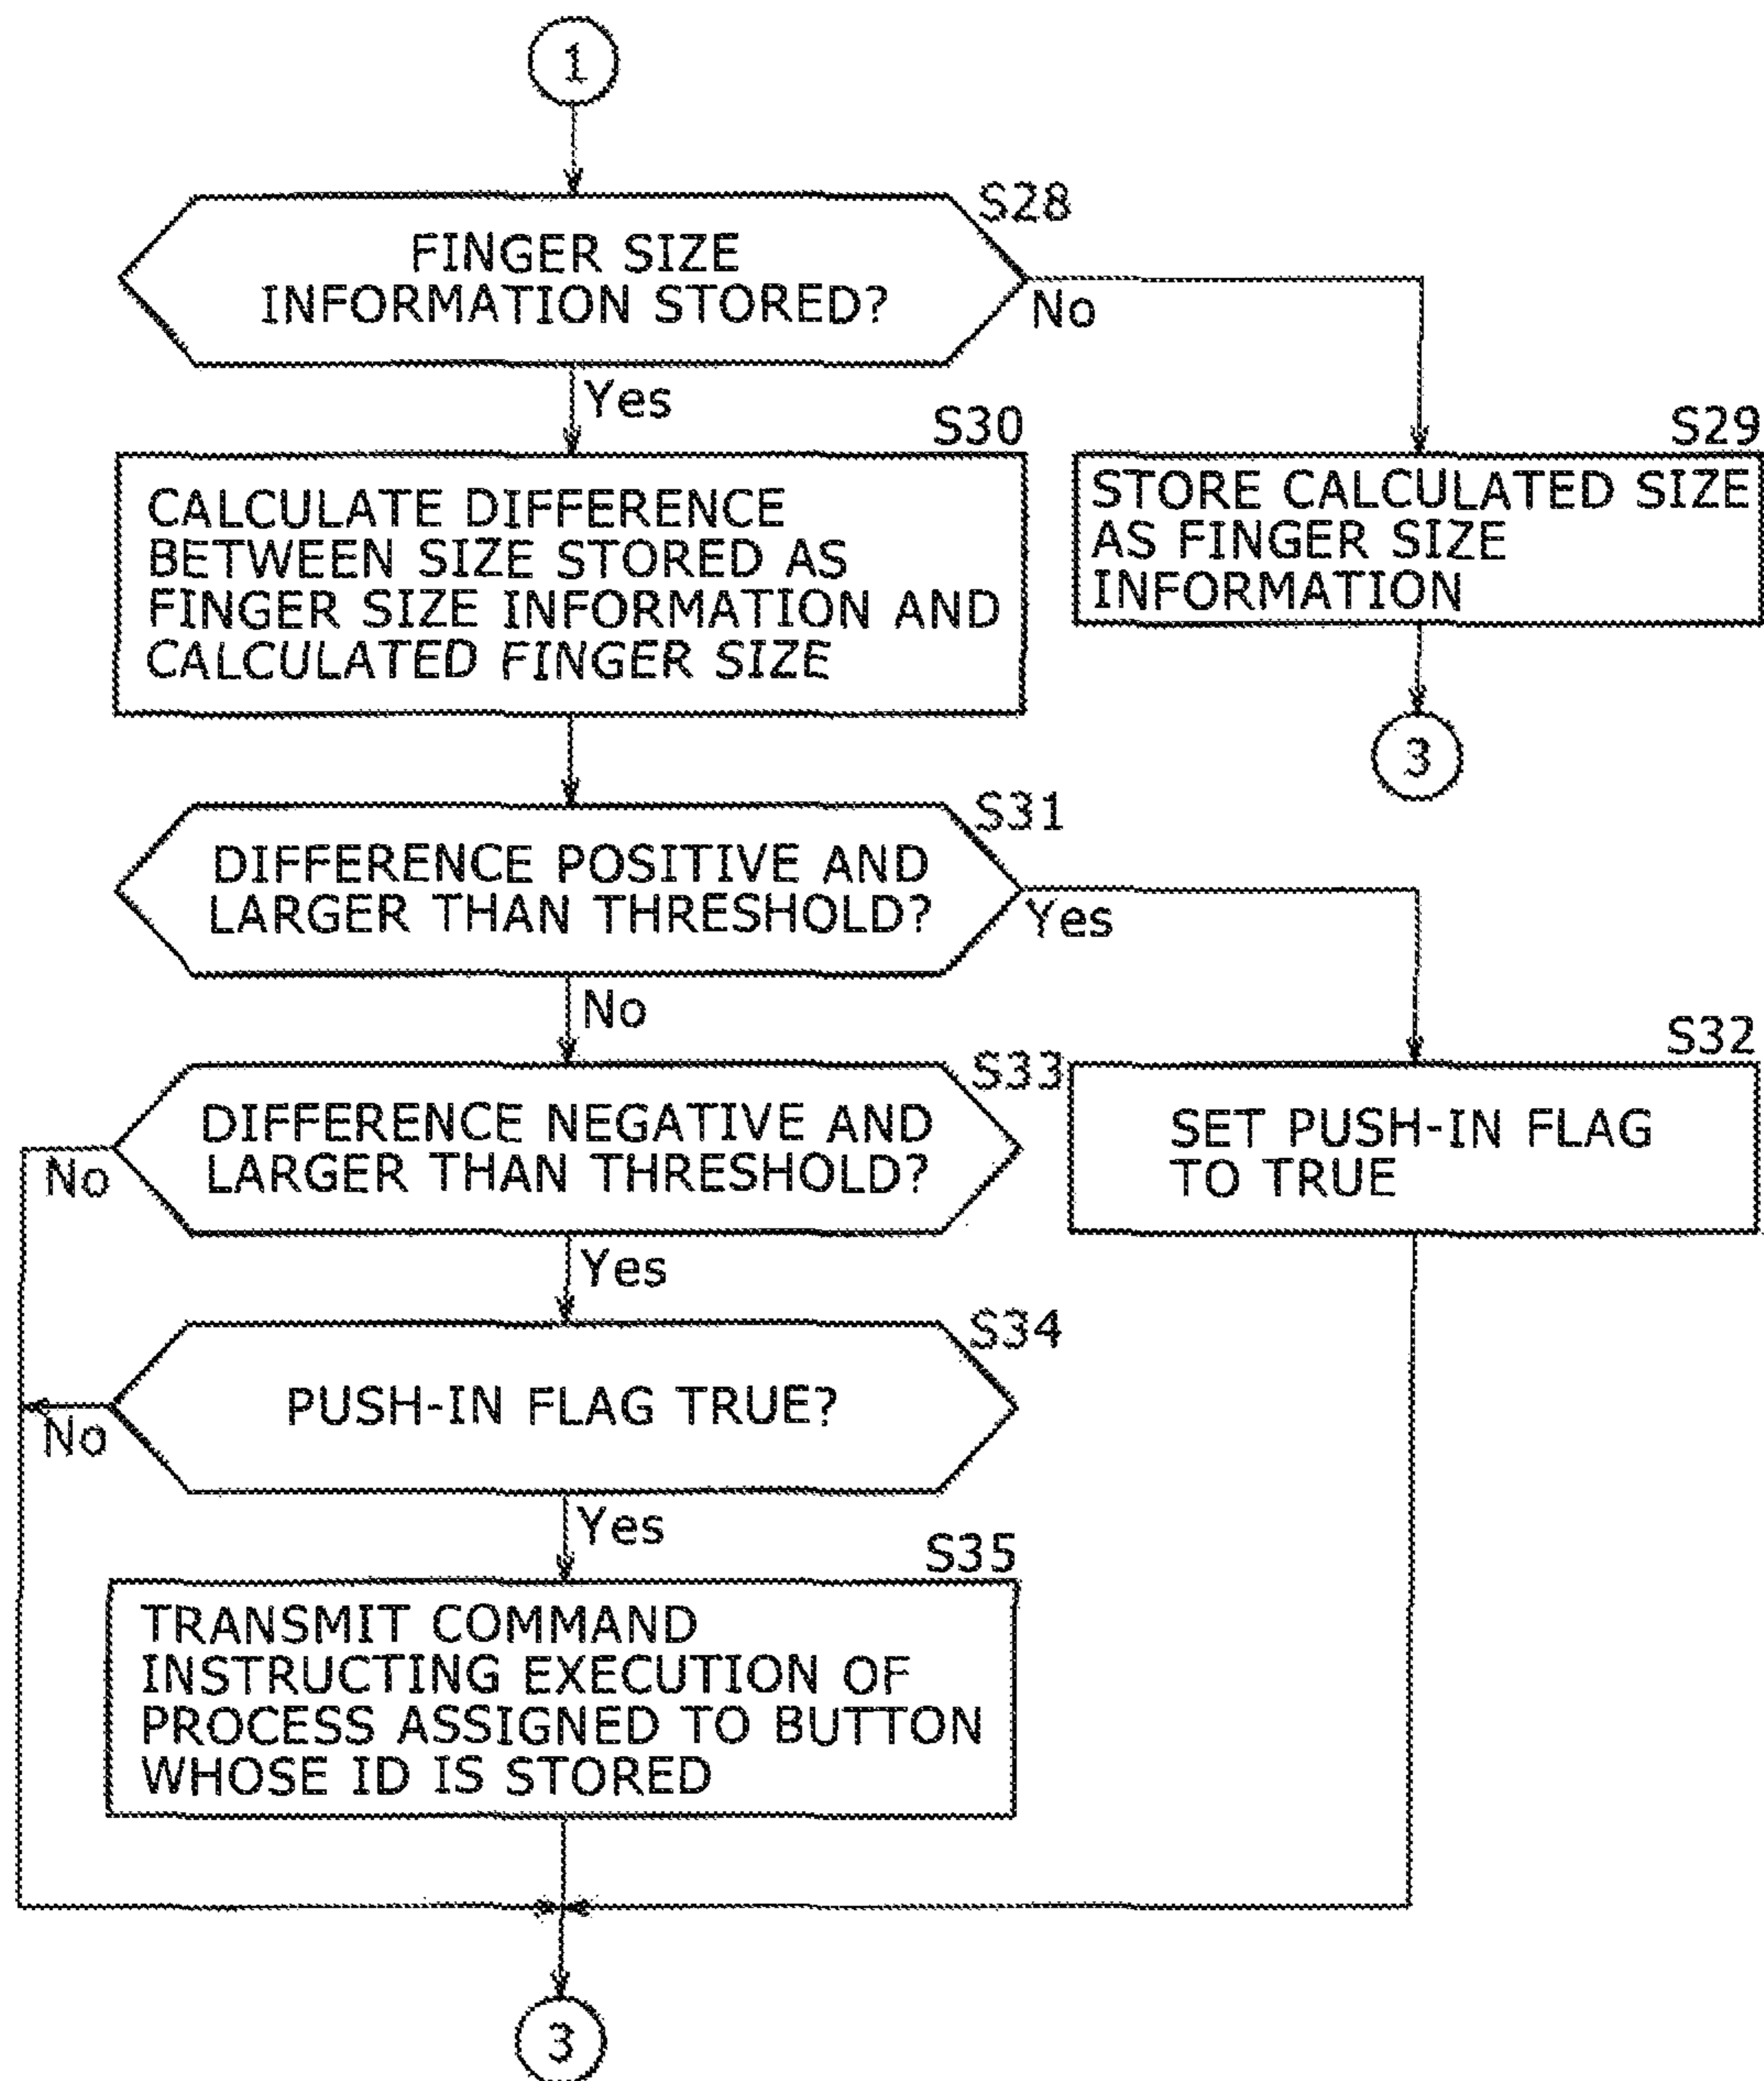 1
S28
FINGER SIZE
INFORMATION STORED?
No
Yes
S30
CALCULATE DIFFERENCE
BETWEEN SIZE STORED AS
FINGER SIZE INFORMATION AND
CALCULATED FINGER SIZE
S29
STORE CALCULATED SIZE
AS FINGER SIZE
INFORMATION
3
S31
DIFFERENCE POSITIVE AND
LARGER THAN THRESHOLD?
Yes
No
S32
SET PUSH-IN FLAG
TO TRUE
S33
DIFFERENCE NEGATIVE AND
LARGER THAN THRESHOLD?
No
Yes
S34
PUSH-IN FLAG TRUE?
No
Yes
S35
TRANSMIT COMMAND
INSTRUCTING EXECUTION OF
PROCESS ASSIGNED TO BUTTON
WHOSE ID IS STORED
3